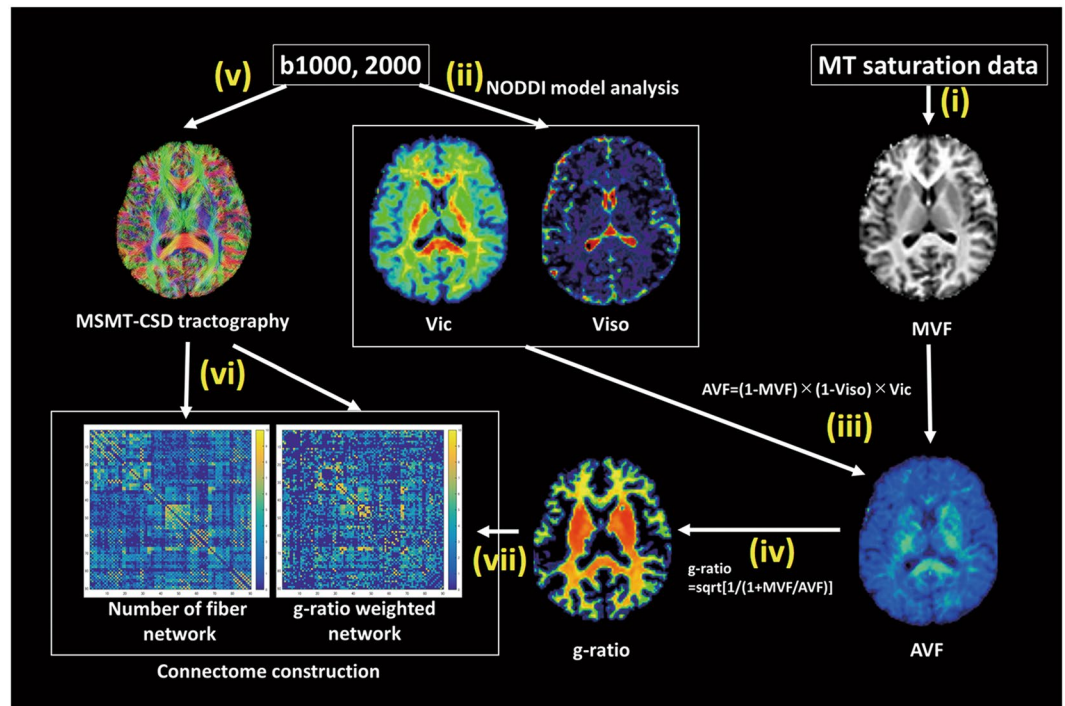 (v)
b1000, 2000
(ii)
NODDI model analysis
MT saturation data
(i)
MSMT-CSD tractography
Vic
Viso
MVF
(vi)
AVF=(1-MVF)×(1-Viso)×Vic
(iii)
(vii)
(iv)
g-ratio
=sqrt[1/(1+MVF/AVF)]
Number of fiber
network
g-ratio weighted
network
g-ratio
AVF
Connectome construction